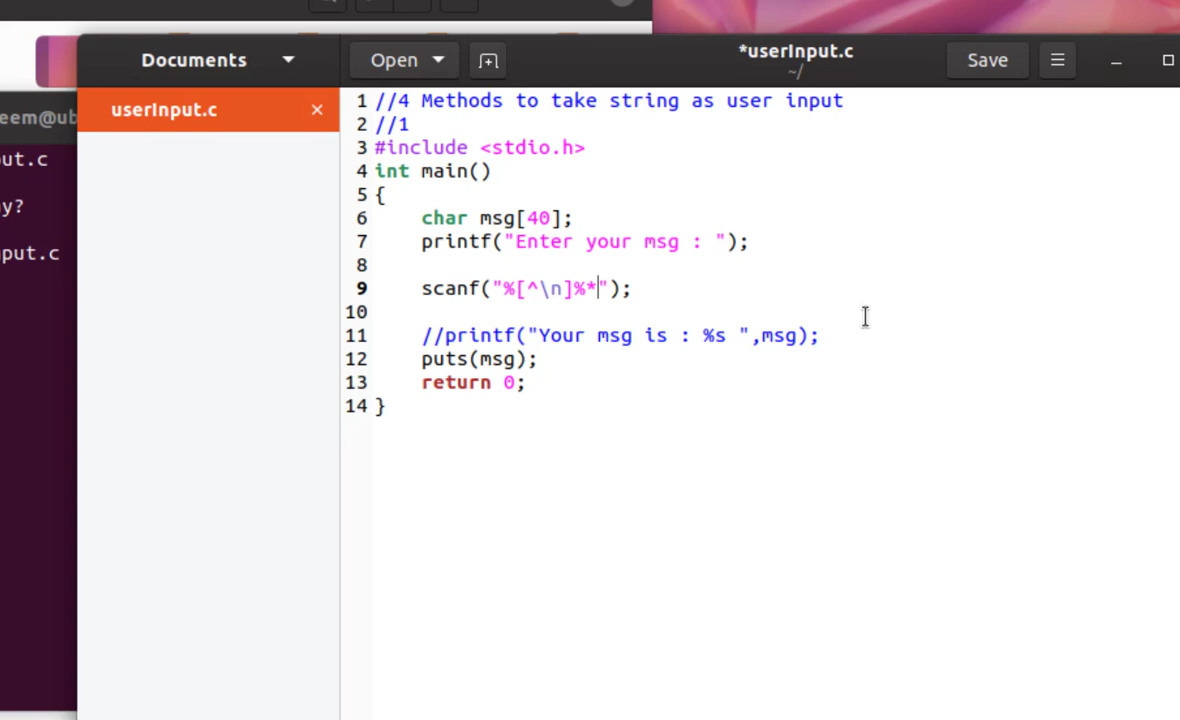 *userInput.c
Documents
Open
~/
Save
userInput.c
eem@ub
ut.c
y?
put.c
1 //4 Methods to take string as user input
2 //1
3 #include <stdio.h>
4 int main()
5 {
6 char msg[40];
7 printf("Enter your msg : ");
8
9 scanf("%[^\n]%*");
10
11 //printf("Your msg is : %s ",msg);
12 puts(msg);
13 return 0;
14 }